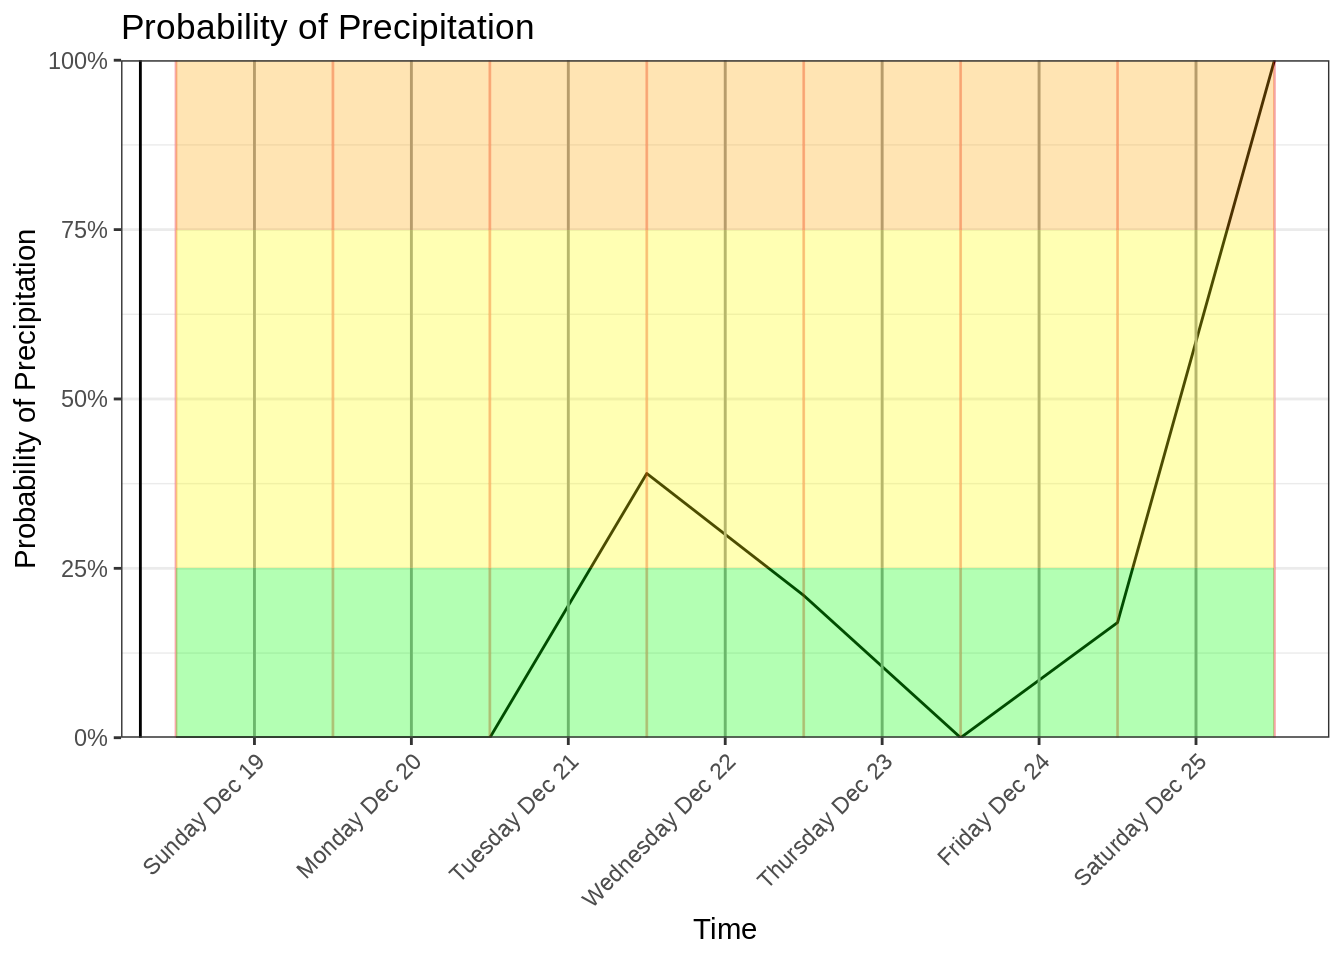 Probability of Precipitation
100%
75%
50%
25%
0%
Probability of Precipitation
Sunday Dec 19
Monday Dec 20
Tuesday Dec 21
Wednesday Dec 22
Thursday Dec 23
Friday Dec 24
Saturday Dec 25
Time